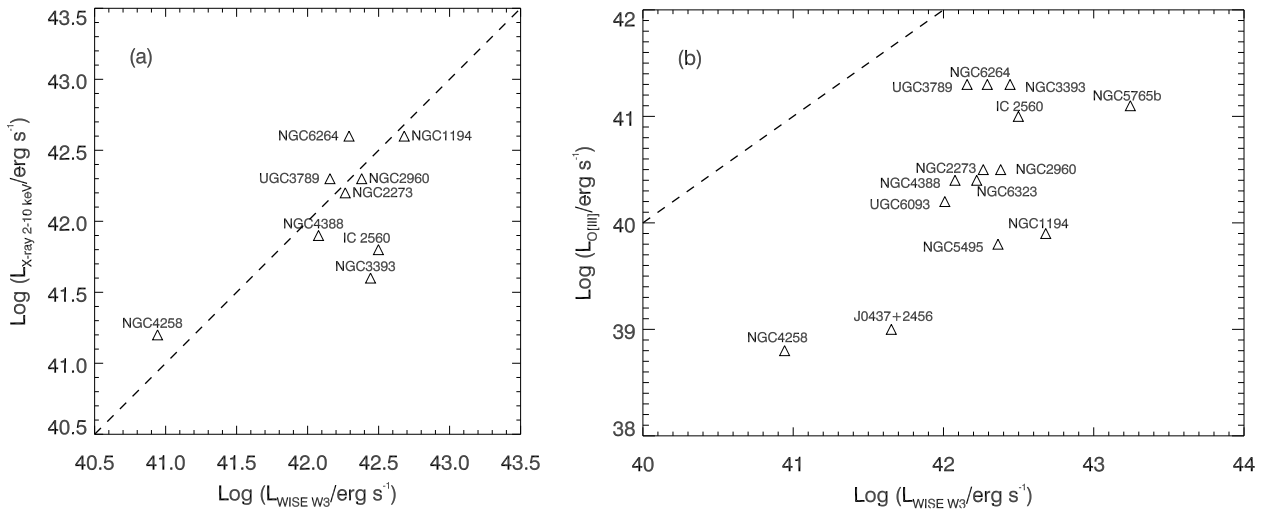 (a)
43.5
43.0
42.5
42.0
41.5
41.0
40.5
Log (L_X-ray 2-10 keV/erg s⁻¹)
NGC6264
NGC1194
UGC3789
NGC2960
NGC2273
NGC4388
IC 2560
NGC3393
NGC4258
40.5 41.0 41.5 42.0 42.5 43.0 43.5
Log (L_WISE W3/erg s⁻¹)
(b)
42
41
40
39
38
Log (L_O[III]/erg s⁻¹)
NGC6264
UGC3789
NGC3393
NGC5765b
IC 2560
NGC2273
NGC2960
NGC4388
NGC6323
UGC6093
NGC1194
NGC5495
J0437+2456
NGC4258
40 41 42 43 44
Log (L_WISE W3/erg s⁻¹)